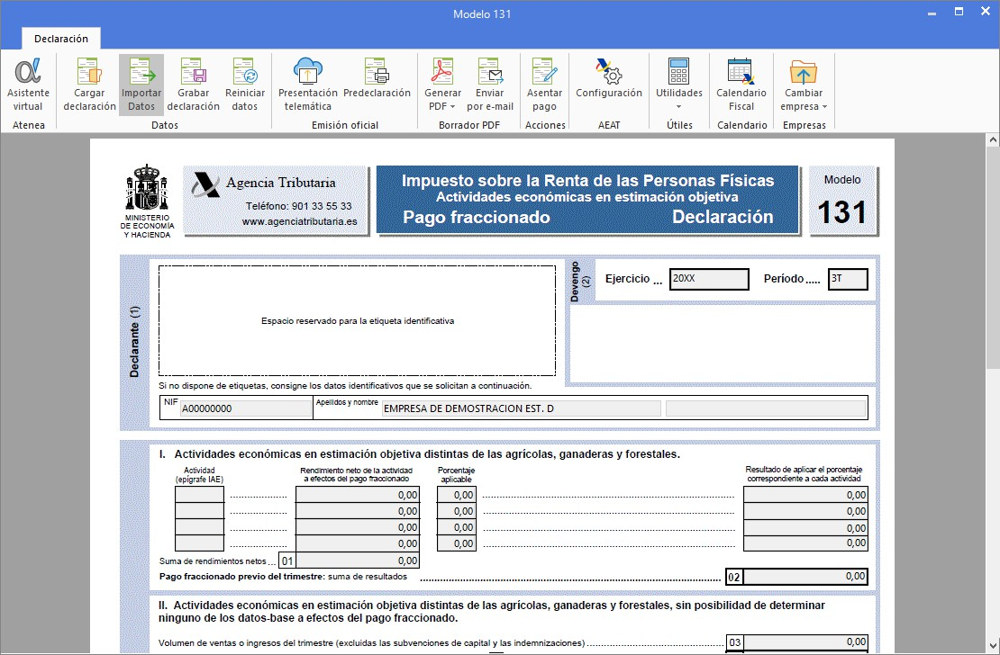 Modelo 131
Declaración
Asistente virtual
Cargar declaración
Importar Datos
Grabar declaración
Reiniciar datos
Presentación telemática
Predeclaración
Generar PDF
Enviar por e-mail
Asentar pago
Configuración
Utilidades
Calendario Fiscal
Cambiar empresa
Atenea
Datos
Emisión oficial
Borrador PDF
Acciones
AEAT
Útiles
Calendario
Empresas
MINISTERIO
DE ECONOMÍA
Y HACIENDA
Agencia Tributaria
Teléfono: 901 33 55 33
www.agenciatributaria.es
Impuesto sobre la Renta de las Personas Físicas
Actividades económicas en estimación objetiva
Pago fraccionado Declaración
Modelo
131
Declarante (1)
Espacio reservado para la etiqueta identificativa
Devengo (2)
Ejercicio ... 20XX Período..... 3T
Si no dispone de etiquetas, consigne los datos identificativos que se solicitan a continuación.
NIF A00000000 Apellidos y nombre EMPRESA DE DEMOSTRACION EST. D
I. Actividades económicas en estimación objetiva distintas de las agrícolas, ganaderas y forestales.
Actividad (epígrafe IAE)
Rendimiento neto de la actividad a efectos del pago fraccionado
Porcentaje aplicable
Resultado de aplicar el porcentaje correspondiente a cada actividad
0,00 0,00 0,00
0,00 0,00 0,00
0,00 0,00 0,00
0,00 0,00 0,00
Suma de rendimientos netos ... 01 0,00
Pago fraccionado previo del trimestre: suma de resultados 02 0,00
II. Actividades económicas en estimación objetiva distintas de las agrícolas, ganaderas y forestales, sin posibilidad de determinar
ninguno de los datos-base a efectos del pago fraccionado.
Volumen de ventas o ingresos del trimestre (excluidas las subvenciones de capital y las indemnizaciones) 03 0,00